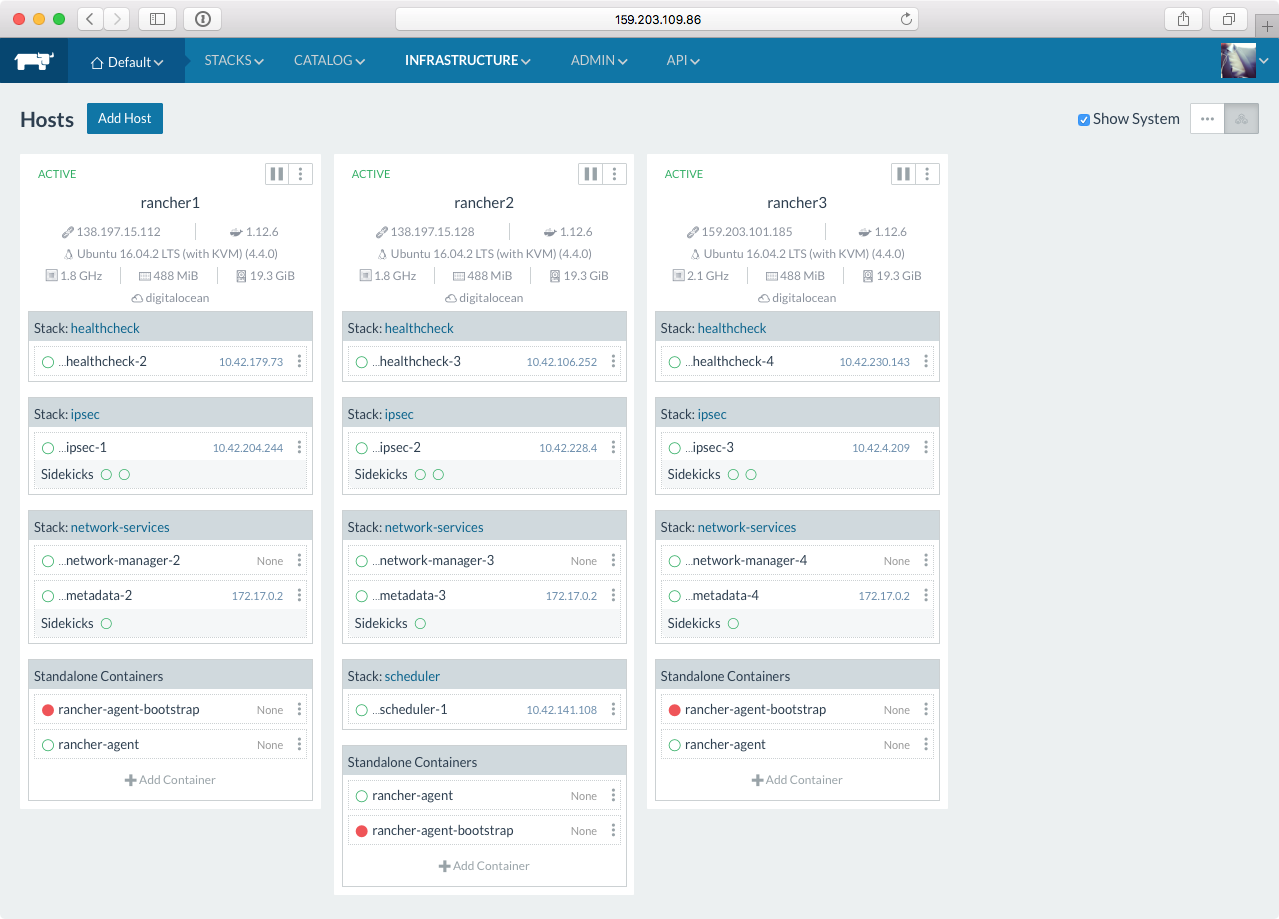 159.203.109.86
Default STACKS CATALOG INFRASTRUCTURE ADMIN API
Hosts Add Host Show System
ACTIVE
rancher1
138.197.15.112 1.12.6
Ubuntu 16.04.2 LTS (with KVM) (4.4.0)
1.8 GHz 488 MiB 19.3 GiB
digitalocean
Stack: healthcheck
...healthcheck-2 10.42.179.73
Stack: ipsec
...ipsec-1 10.42.204.244
Sidekicks
Stack: network-services
...network-manager-2 None
...metadata-2 172.17.0.2
Sidekicks
Standalone Containers
rancher-agent-bootstrap None
rancher-agent None
Add Container
ACTIVE
rancher2
138.197.15.128 1.12.6
Ubuntu 16.04.2 LTS (with KVM) (4.4.0)
1.8 GHz 488 MiB 19.3 GiB
digitalocean
Stack: healthcheck
...healthcheck-3 10.42.106.252
Stack: ipsec
...ipsec-2 10.42.228.4
Sidekicks
Stack: network-services
...network-manager-3 None
...metadata-3 172.17.0.2
Sidekicks
Stack: scheduler
...scheduler-1 10.42.141.108
Standalone Containers
rancher-agent None
rancher-agent-bootstrap None
Add Container
ACTIVE
rancher3
159.203.101.185 1.12.6
Ubuntu 16.04.2 LTS (with KVM) (4.4.0)
2.1 GHz 488 MiB 19.3 GiB
digitalocean
Stack: healthcheck
...healthcheck-4 10.42.230.143
Stack: ipsec
...ipsec-3 10.42.4.209
Sidekicks
Stack: network-services
...network-manager-4 None
...metadata-4 172.17.0.2
Sidekicks
Standalone Containers
rancher-agent-bootstrap None
rancher-agent None
Add Container